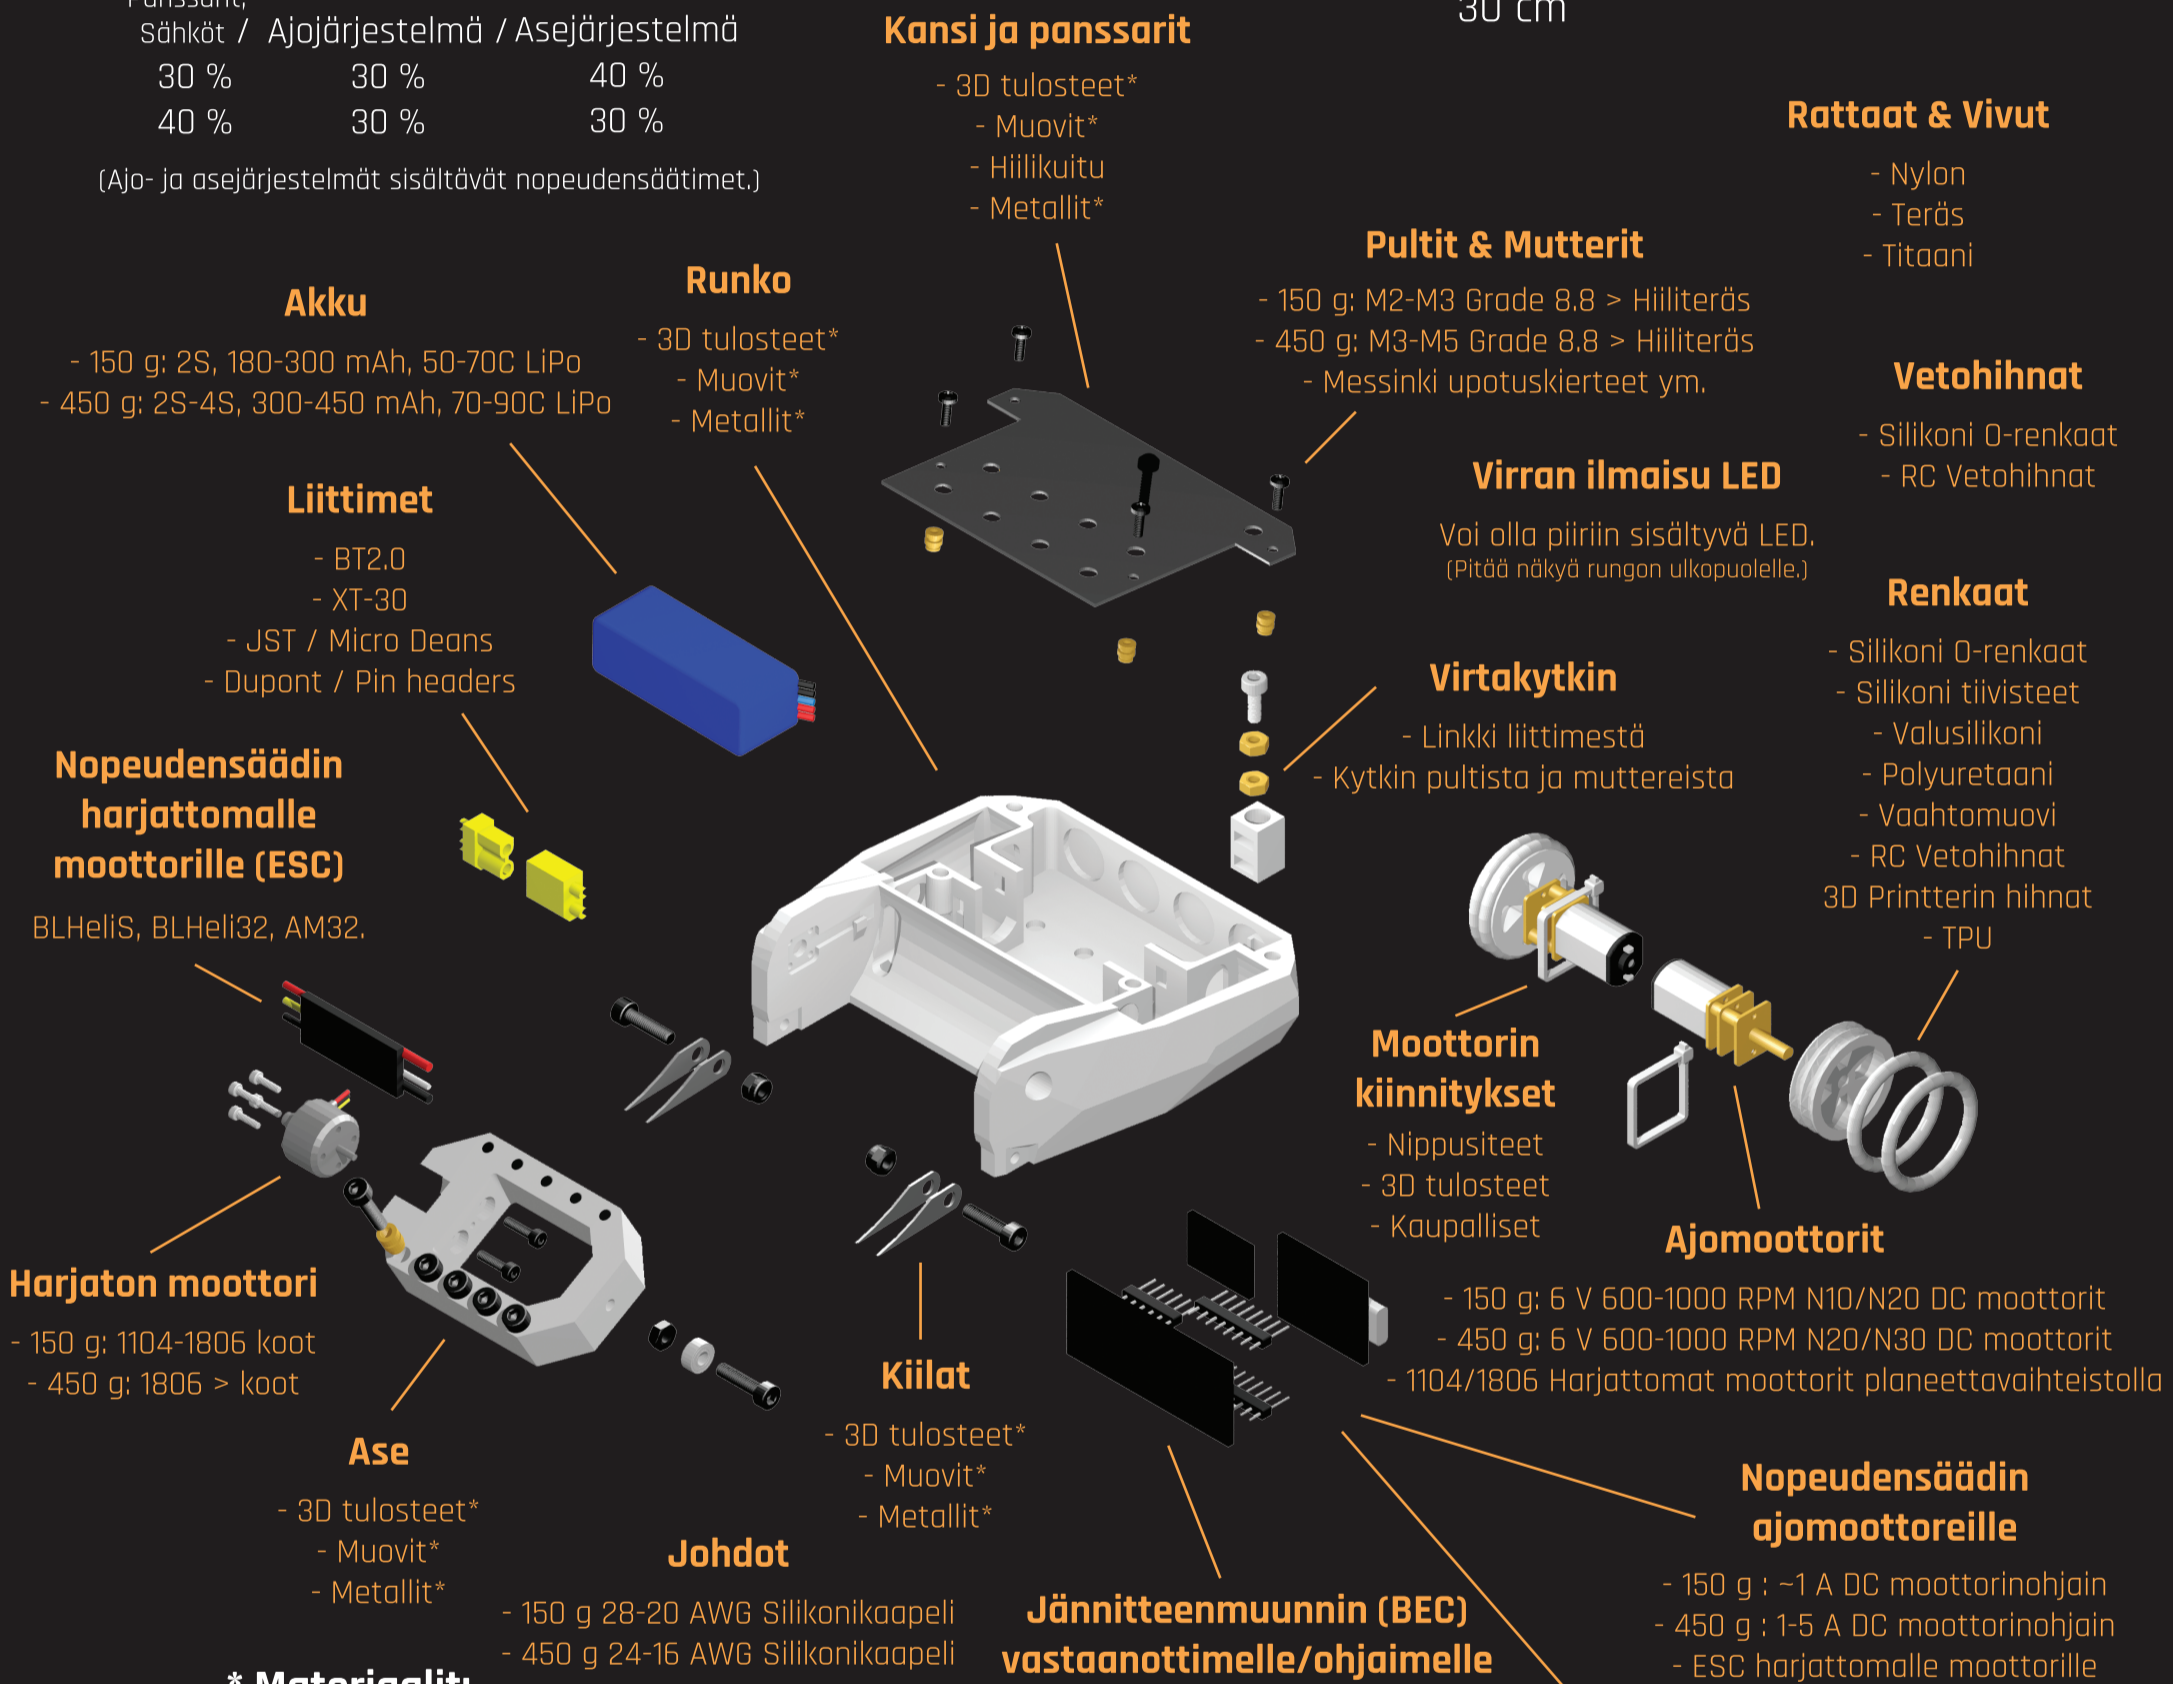 Panssarit,
Sähköt / Ajojärjestelmä / Asejärjestelmä
30 % 30 % 40 %
40 % 30 % 30 %
(Ajo- ja asejärjestelmät sisältävät nopeudensäätimet.)
30 cm
Kansi ja panssarit
- 3D tulosteet*
- Muovit*
- Hiilikuitu
- Metallit*
Rattaat & Vivut
- Nylon
- Teräs
- Titaani
Pultit & Mutterit
- 150 g: M2-M3 Grade 8.8 > Hiiliteräs
- 450 g: M3-M5 Grade 8.8 > Hiiliteräs
- Messinki upotuskierteet ym.
Akku
- 150 g: 2S, 180-300 mAh, 50-70C LiPo
- 450 g: 2S-4S, 300-450 mAh, 70-90C LiPo
Runko
- 3D tulosteet*
- Muovit*
- Metallit*
Vetohihnat
- Silikoni O-renkaat
- RC Vetohihnat
Virran ilmaisu LED
Voi olla piiriin sisältyvä LED.
(Pitää näkyä rungon ulkopuolelle.)
Liittimet
- BT2.0
- XT-30
- JST / Micro Deans
- Dupont / Pin headers
Renkaat
- Silikoni O-renkaat
- Silikoni tiivisteet
- Valusilikoni
- Polyuretaani
- Vaahtomuovi
- RC Vetohihnat
3D Printterin hihnat
- TPU
Virtakytkin
- Linkki liittimestä
- Kytkin pultista ja muttereista
Nopeudensäädin
harjattomalle
moottorille (ESC)
BLHeliS, BLHeli32, AM32.
Moottorin
kiinnitykset
- Nippusiteet
- 3D tulosteet
- Kaupalliset
Ajomoottorit
- 150 g: 6 V 600-1000 RPM N10/N20 DC moottorit
- 450 g: 6 V 600-1000 RPM N20/N30 DC moottorit
- 1104/1806 Harjattomat moottorit planeettavaihteistolla
Harjaton moottori
- 150 g: 1104-1806 koot
- 450 g: 1806 > koot
Kiilat
- 3D tulosteet*
- Muovit*
- Metallit*
Ase
- 3D tulosteet*
- Muovit*
- Metallit*
Nopeudensäädin
ajomoottoreille
- 150 g : ~1 A DC moottorinohjain
- 450 g : 1-5 A DC moottorinohjain
- ESC harjattomalle moottorille
Johdot
- 150 g 28-20 AWG Silikonikaapeli
- 450 g 24-16 AWG Silikonikaapeli
Jännitteenmuunnin (BEC)
vastaanottimelle/ohjaimelle
* Materiaalit: